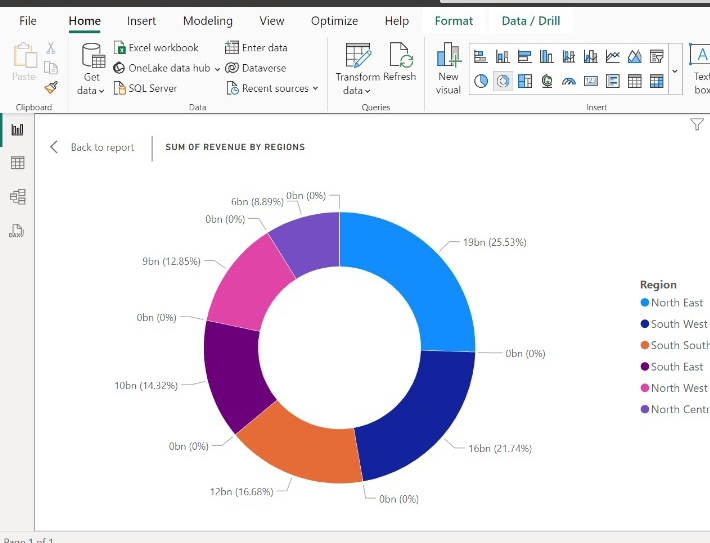 File Home Insert Modeling View Optimize Help Format Data / Drill
Paste
Clipboard
Get data
Excel workbook
OneLake data hub
SQL Server
Enter data
Dataverse
Recent sources
Data
Transform data
Refresh
Queries
New visual
Insert
Back to report
SUM OF REVENUE BY REGIONS
0bn (0%)
6bn (8.89%)
0bn (0%)
19bn (25.53%)
9bn (12.85%)
0bn (0%)
0bn (0%)
10bn (14.32%)
0bn (0%)
16bn (21.74%)
12bn (16.68%)
0bn (0%)
Region
North East
South West
South South
South East
North West
North Centr
Page 1 of 1